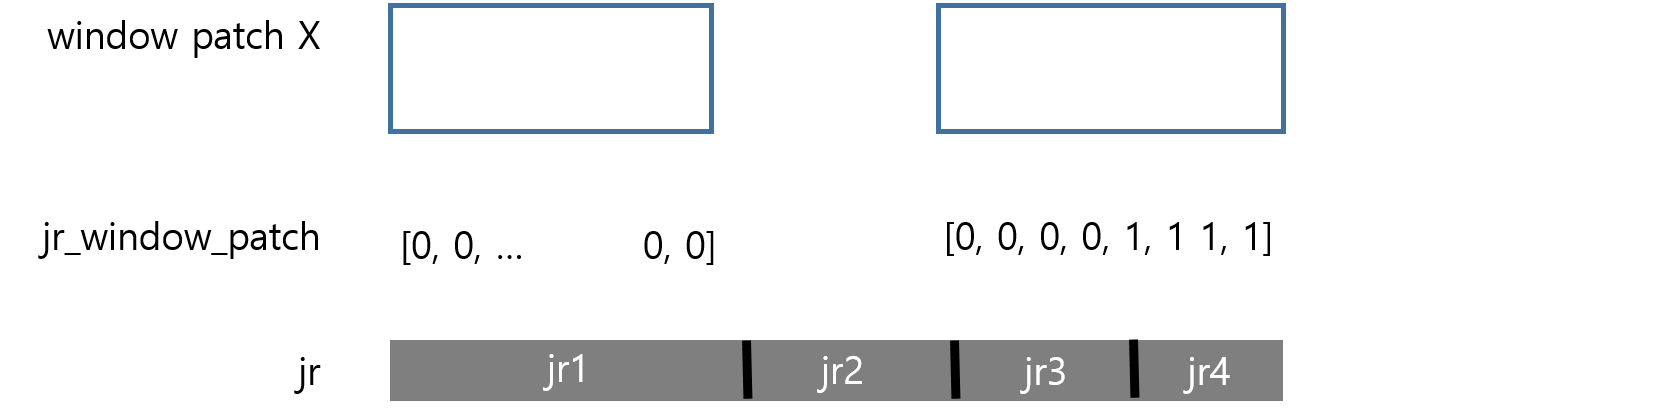 window patch X
jr_window_patch [0, 0, ... 0, 0] [0, 0, 0, 0, 1, 1 1, 1]
jr jr1 jr2 jr3 jr4